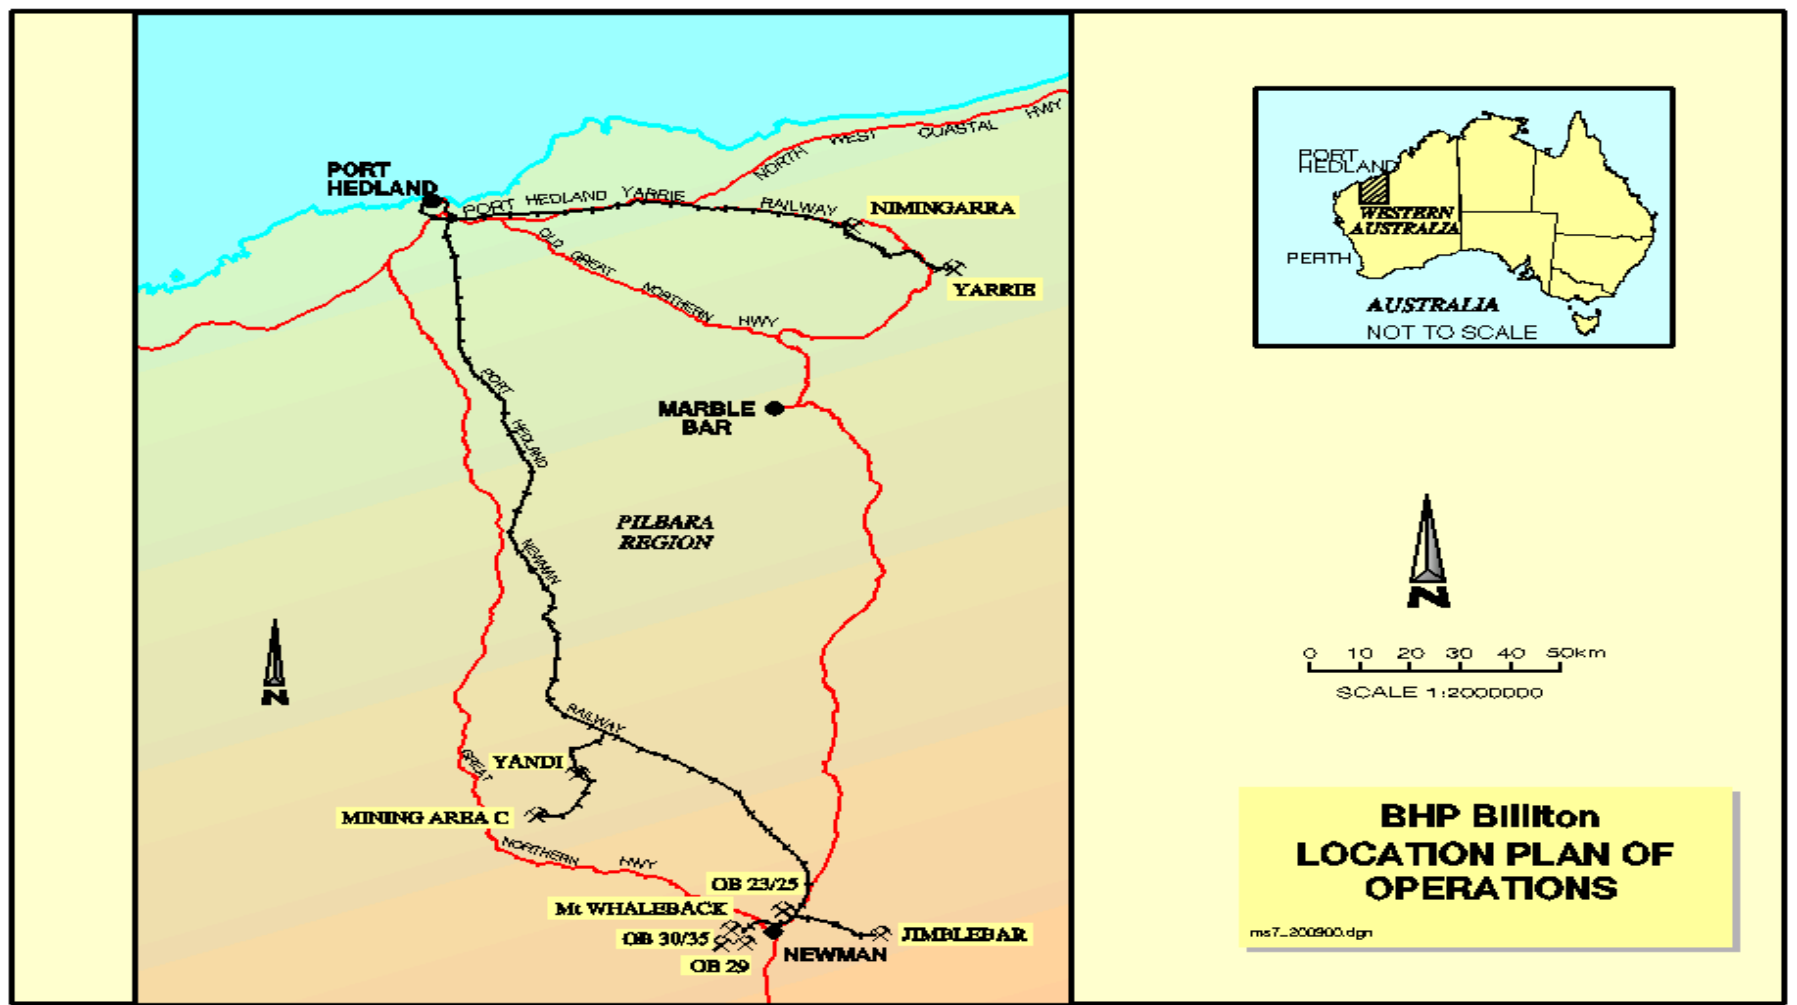 PORT
HEDLAND
PORT HEDLAND YARRIE RAILWAY
NORTH WEST COASTAL HWY
NIMINGARRA
YARRIE
OLD GREAT NORTHERN HWY
MARBLE
BAR
PORT HEDLAND NEWMAN RAILWAY
PILBARA
REGION
N
YANDI
MINING AREA C
GREAT NORTHERN HWY
OB 23/25
Mt WHALEBACK
OB 30/35
OB 29
NEWMAN
JIMBLEBAR
PORT
HEDLAND
WESTERN
AUSTRALIA
PERTH
AUSTRALIA
NOT TO SCALE
N
0 10 20 30 40 50km
SCALE 1:2000000
BHP Billiton
LOCATION PLAN OF
OPERATIONS
ms7_200900.dgn